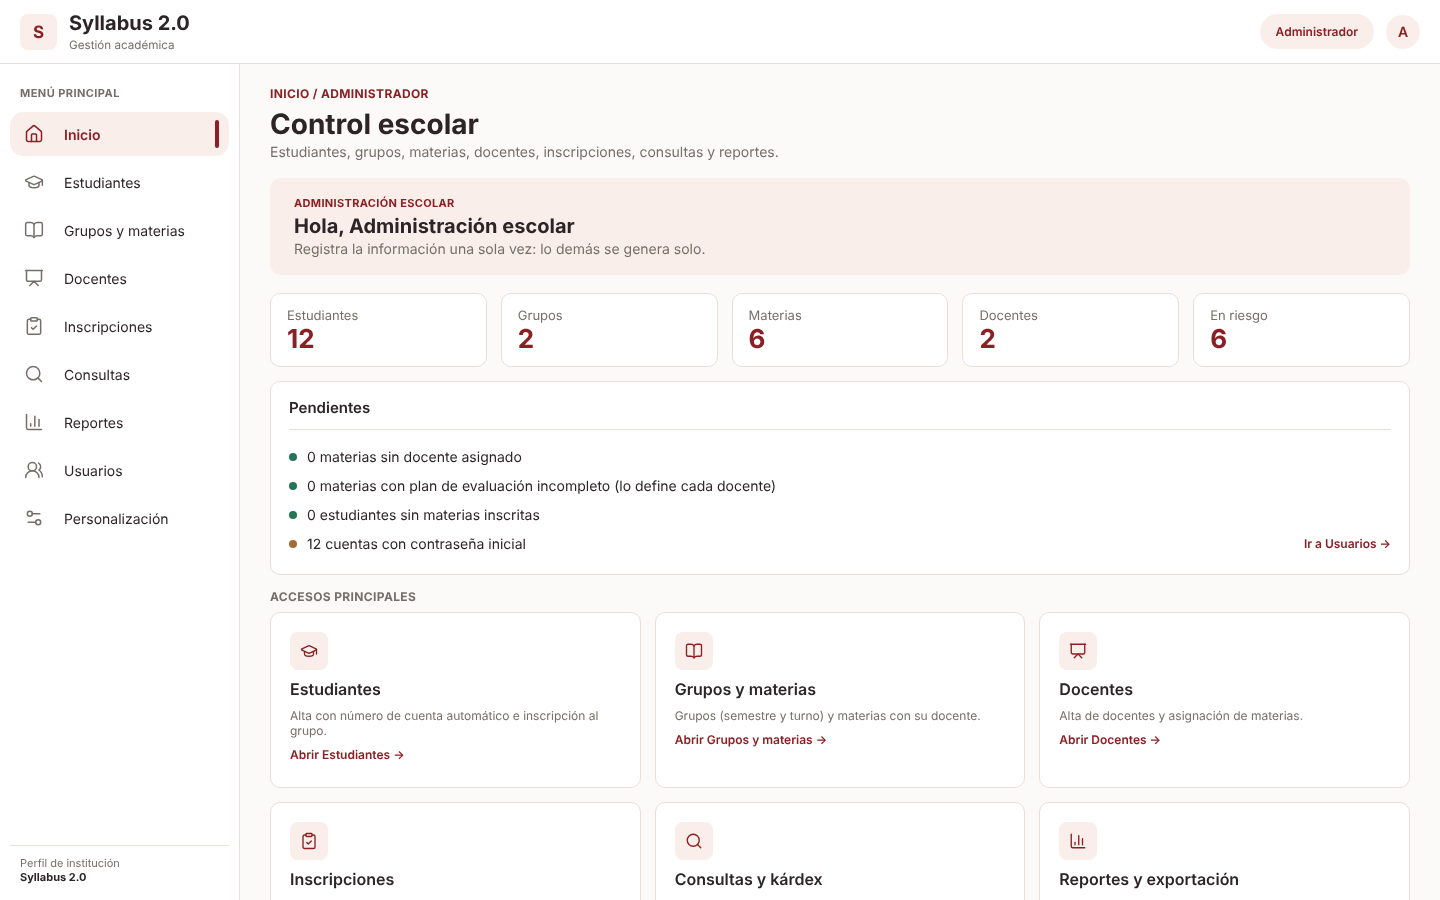 S
Syllabus 2.0
Gestión académica
Administrador
A
MENÚ PRINCIPAL
Inicio
Estudiantes
Grupos y materias
Docentes
Inscripciones
Consultas
Reportes
Usuarios
Personalización
Perfil de institución
Syllabus 2.0
INICIO / ADMINISTRADOR
Control escolar
Estudiantes, grupos, materias, docentes, inscripciones, consultas y reportes.
ADMINISTRACIÓN ESCOLAR
Hola, Administración escolar
Registra la información una sola vez: lo demás se genera solo.
Estudiantes
12
Grupos
2
Materias
6
Docentes
2
En riesgo
6
Pendientes
0 materias sin docente asignado
0 materias con plan de evaluación incompleto (lo define cada docente)
0 estudiantes sin materias inscritas
12 cuentas con contraseña inicial
Ir a Usuarios →
ACCESOS PRINCIPALES
Estudiantes
Alta con número de cuenta automático e inscripción al
grupo.
Abrir Estudiantes →
Grupos y materias
Grupos (semestre y turno) y materias con su docente.
Abrir Grupos y materias →
Docentes
Alta de docentes y asignación de materias.
Abrir Docentes →
Inscripciones
Consultas y kárdex
Reportes y exportación